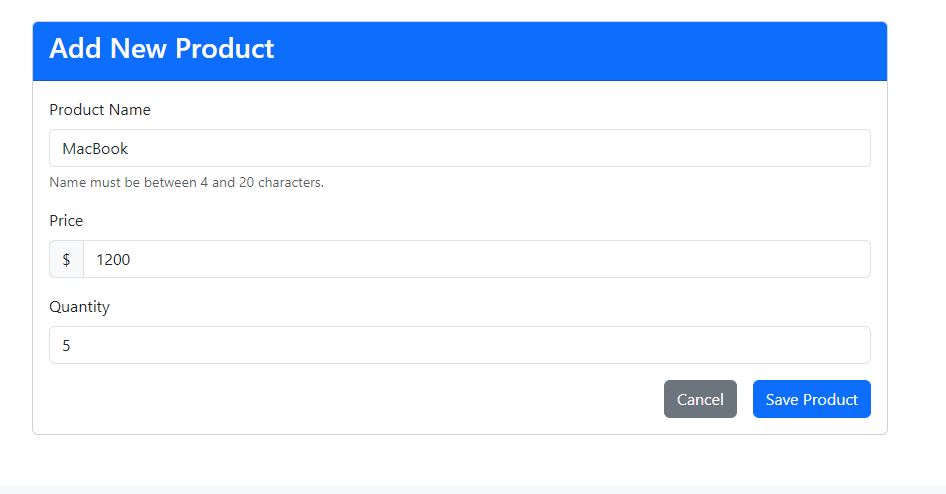 Add New Product
Product Name
MacBook
Name must be between 4 and 20 characters.
Price
$ 1200
Quantity
5
Cancel Save Product